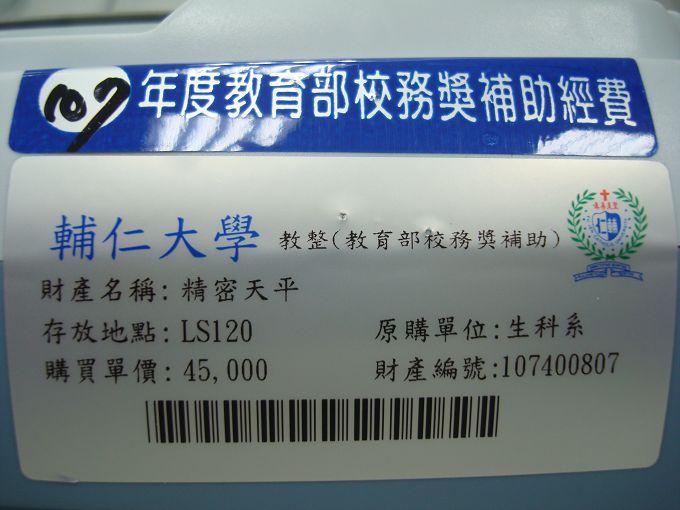 107年度教育部校務獎補助經費
輔仁大學 教整(教育部校務獎補助)
財產名稱: 精密天平
存放地點: LS120 原購單位: 生科系
購買單價: 45,000 財產編號:107400807